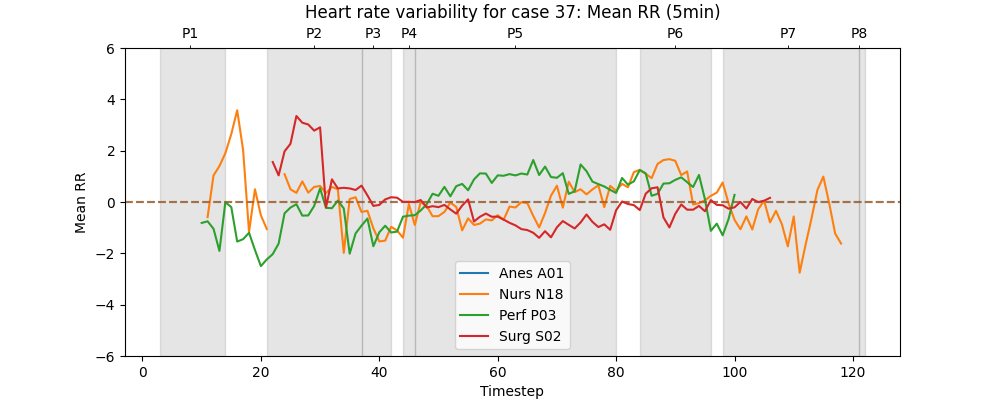 Heart rate variability for case 37: Mean RR (5min)
P1 P2 P3 P4 P5 P6 P7 P8
6
4
2
0
−2
−4
−6
Mean RR
Anes A01
Nurs N18
Perf P03
Surg S02
0 20 40 60 80 100 120
Timestep